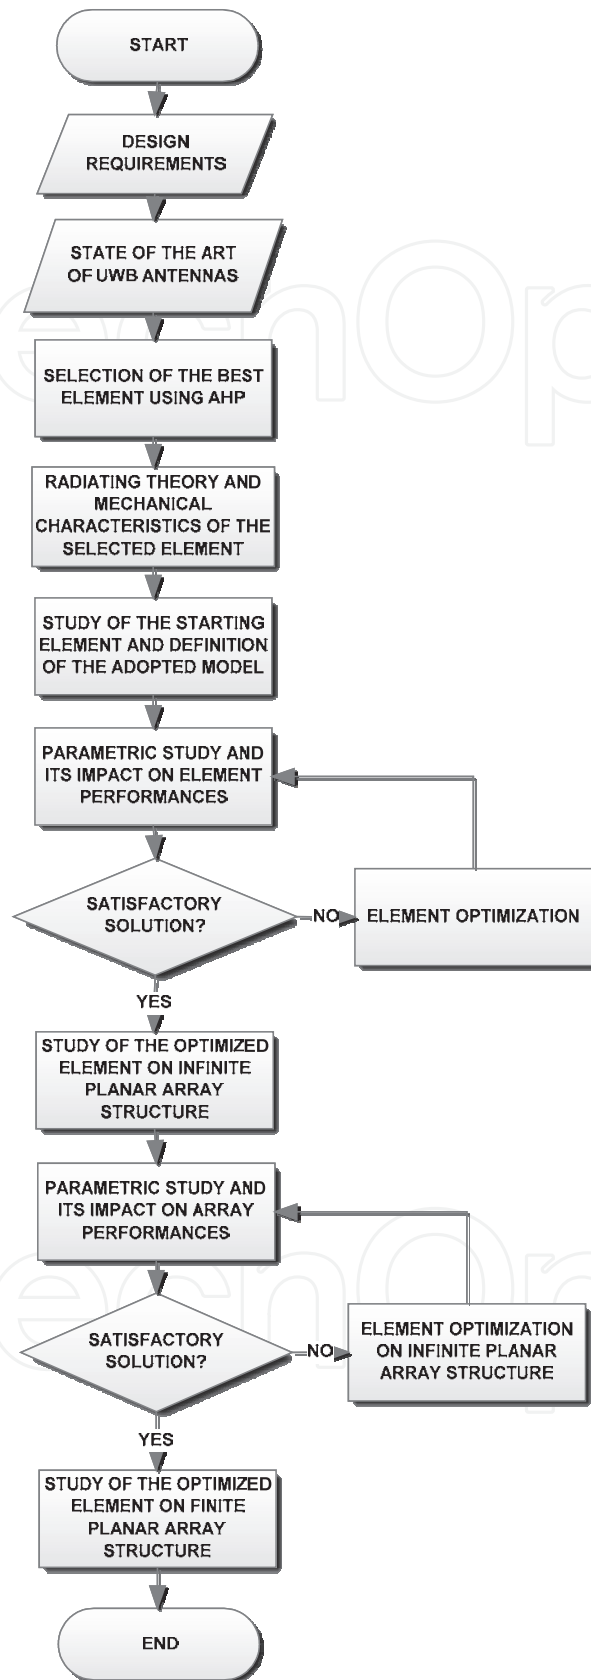 START
DESIGN
REQUIREMENTS
STATE OF THE ART
OF UWB ANTENNAS
SELECTION OF THE BEST
ELEMENT USING AHP
RADIATING THEORY AND
MECHANICAL
CHARACTERISTICS OF THE
SELECTED ELEMENT
STUDY OF THE STARTING
ELEMENT AND DEFINITION
OF THE ADOPTED MODEL
PARAMETRIC STUDY AND
ITS IMPACT ON ELEMENT
PERFORMANCES
SATISFACTORY
SOLUTION?
NO
ELEMENT OPTIMIZATION
YES
STUDY OF THE OPTIMIZED
ELEMENT ON INFINITE
PLANAR ARRAY
STRUCTURE
PARAMETRIC STUDY AND
ITS IMPACT ON ARRAY
PERFORMANCES
SATISFACTORY
SOLUTION?
NO
ELEMENT OPTIMIZATION
ON INFINITE PLANAR
ARRAY STRUCTURE
YES
STUDY OF THE OPTIMIZED
ELEMENT ON FINITE
PLANAR ARRAY
STRUCTURE
END